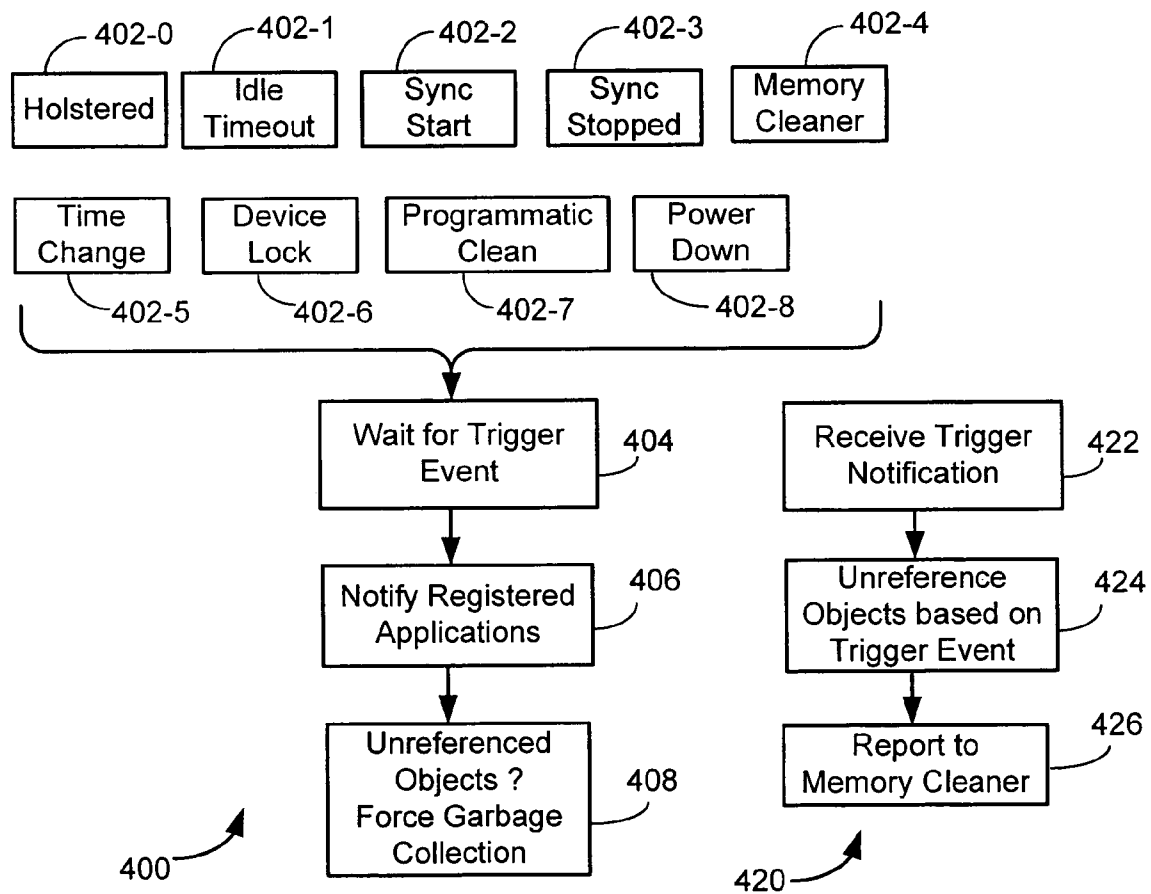 402-0
402-1
402-2
402-3
402-4
Holstered
Idle
Timeout
Sync
Start
Sync
Stopped
Memory
Cleaner
Time
Change
Device
Lock
Programmatic
Clean
Power
Down
402-5
402-6
402-7
402-8
Wait for Trigger
Event
404
Receive Trigger
Notification
422
Notify Registered
Applications
406
Unreference
Objects based on
Trigger Event
424
Unreferenced
Objects ?
Force Garbage
Collection
408
Report to
Memory Cleaner
426
400
420